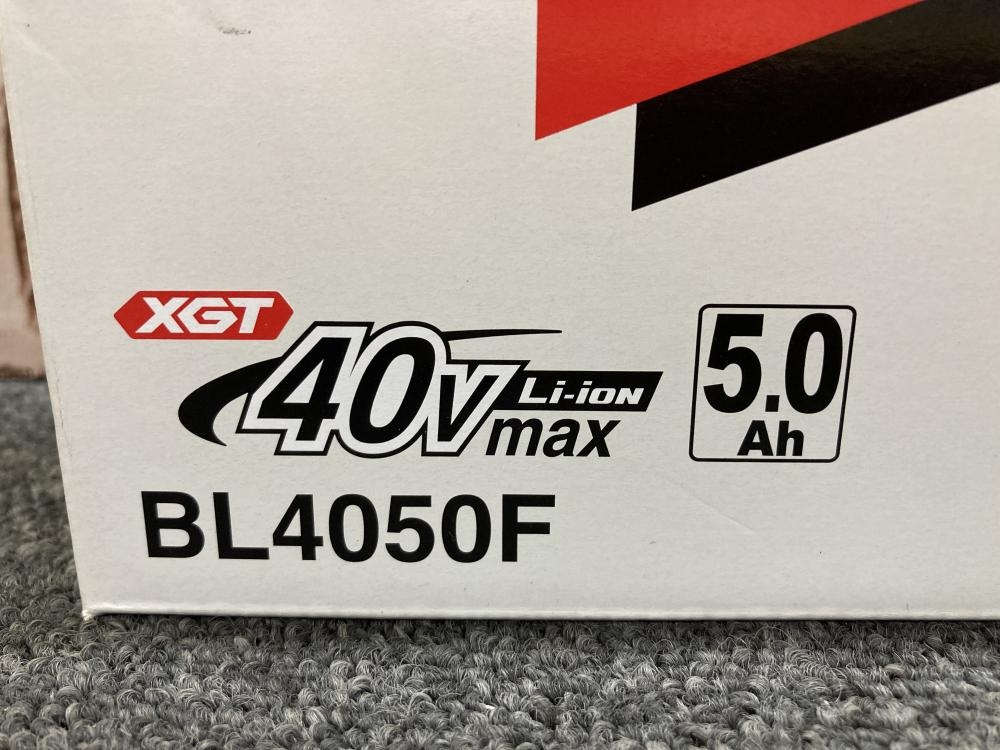 XGT
40V Li-ion
max
5.0
Ah
BL4050F